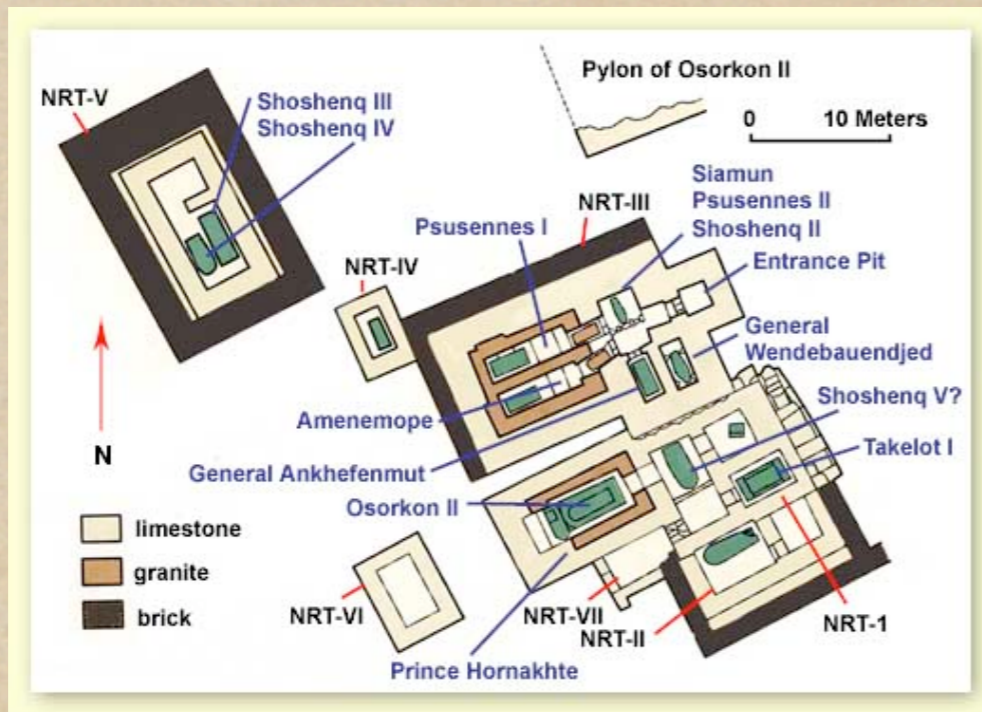 Pylon of Osorkon II
0 10 Meters
NRT-V
Shoshenq III
Shoshenq IV
Siamun
Psusennes II
Shoshenq II
NRT-III
Psusennes I
Entrance Pit
NRT-IV
General
Wendebauendjed
Shoshenq V?
Amenemope
Takelot I
N
General Ankhefenmut
Osorkon II
limestone
granite
brick
NRT-VI
NRT-VII
NRT-II
NRT-1
Prince Hornakhte